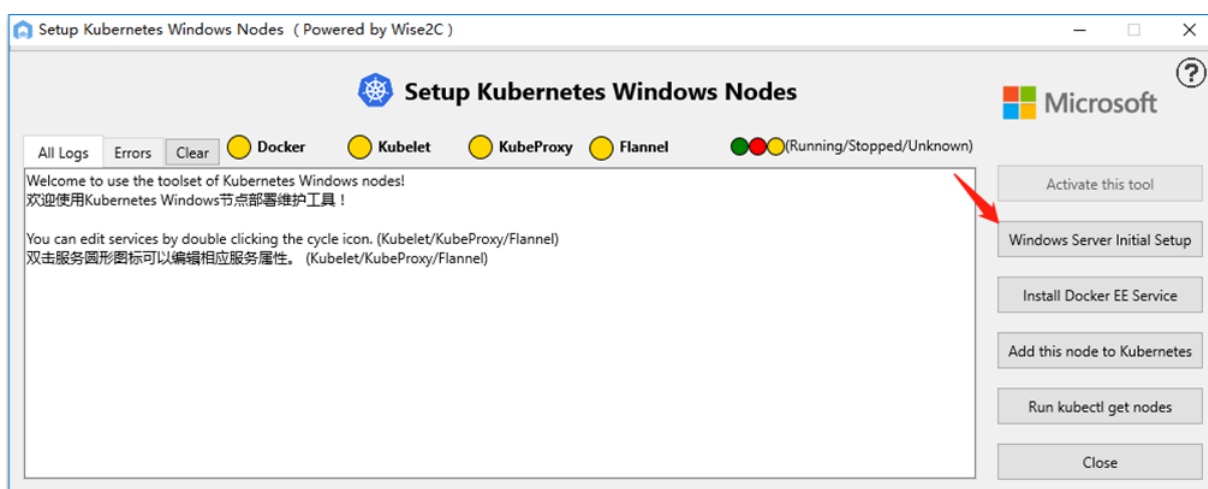 Setup Kubernetes Windows Nodes ( Powered by Wise2C )
Setup Kubernetes Windows Nodes
?
Microsoft
All Logs Errors Clear Docker Kubelet KubeProxy Flannel (Running/Stopped/Unknown)
Welcome to use the toolset of Kubernetes Windows nodes!
欢迎使用Kubernetes Windows节点部署维护工具！
You can edit services by double clicking the cycle icon. (Kubelet/KubeProxy/Flannel)
双击服务圆形图标可以编辑相应服务属性。 (Kubelet/KubeProxy/Flannel)
Activate this tool
Windows Server Initial Setup
Install Docker EE Service
Add this node to Kubernetes
Run kubectl get nodes
Close